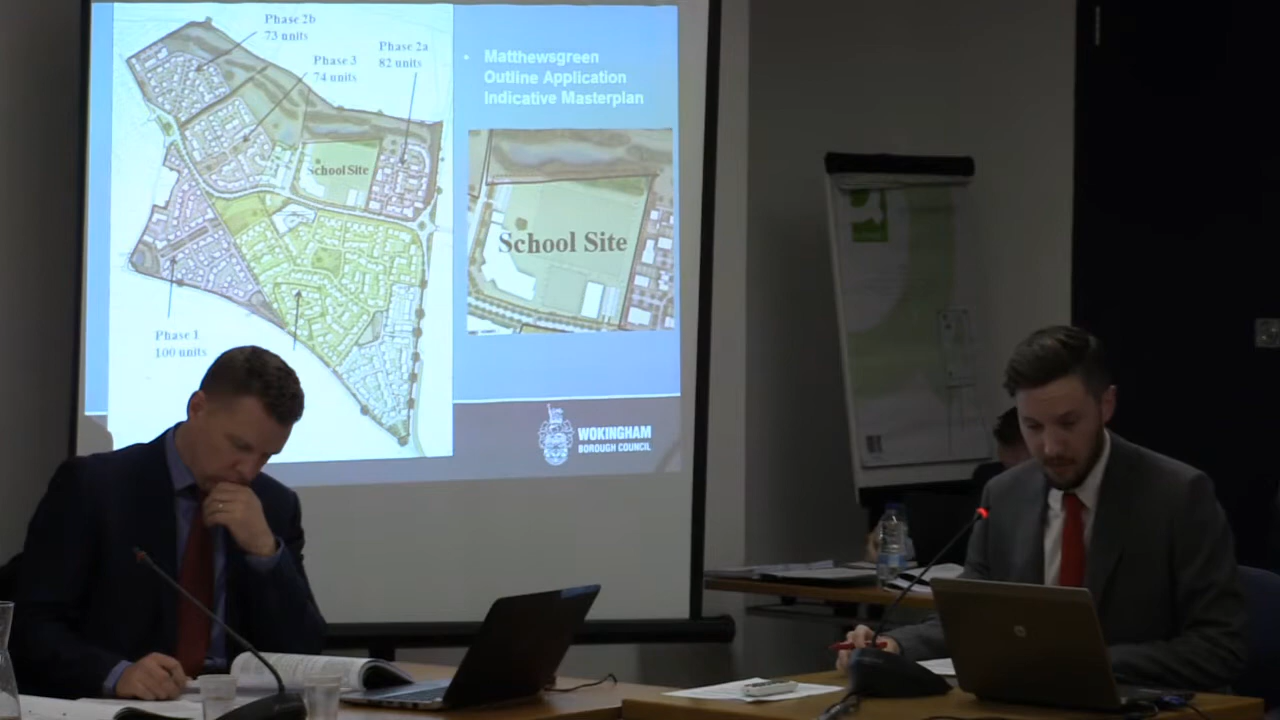 Phase 2b
73 units
Phase 3
74 units
Phase 2a
82 units
School Site
Phase 1
100 units
• Matthewsgreen
Outline Application
Indicative Masterplan
School Site
WOKINGHAM
BOROUGH COUNCIL
hp